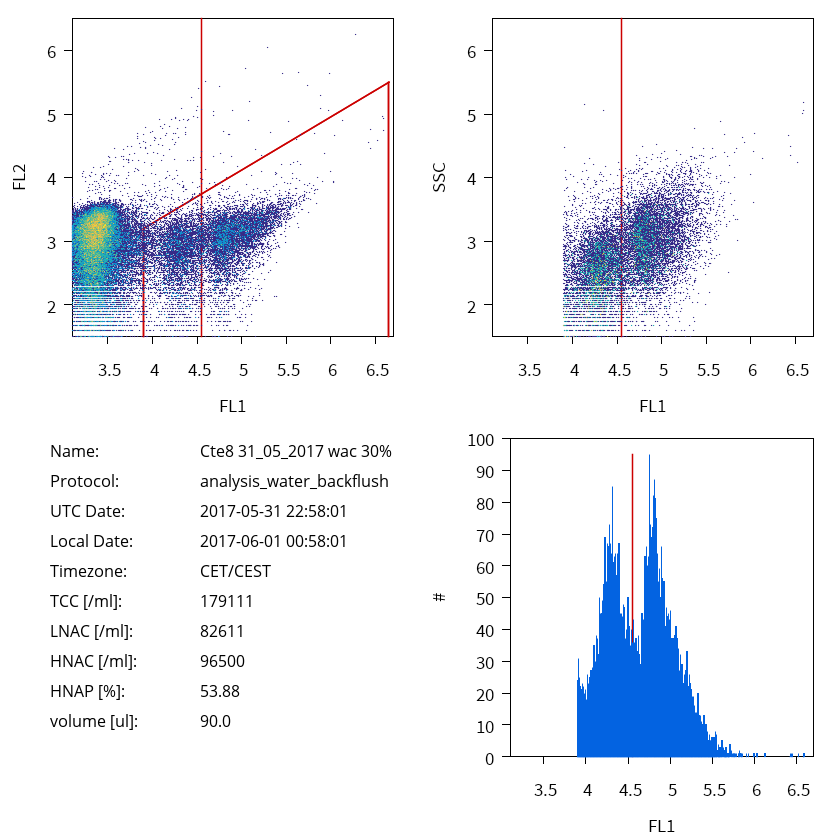 6
5
4
3
2
FL2
3.5 4 4.5 5 5.5 6 6.5
FL1
6
5
4
3
2
SSC
3.5 4 4.5 5 5.5 6 6.5
FL1
Name: Cte8 31_05_2017 wac 30%
Protocol: analysis_water_backflush
UTC Date: 2017-05-31 22:58:01
Local Date: 2017-06-01 00:58:01
Timezone: CET/CEST
TCC [/ml]: 179111
LNAC [/ml]: 82611
HNAC [/ml]: 96500
HNAP [%]: 53.88
volume [ul]: 90.0
100
90
80
70
60
50
40
30
20
10
0
#
3.5 4 4.5 5 5.5 6 6.5
FL1